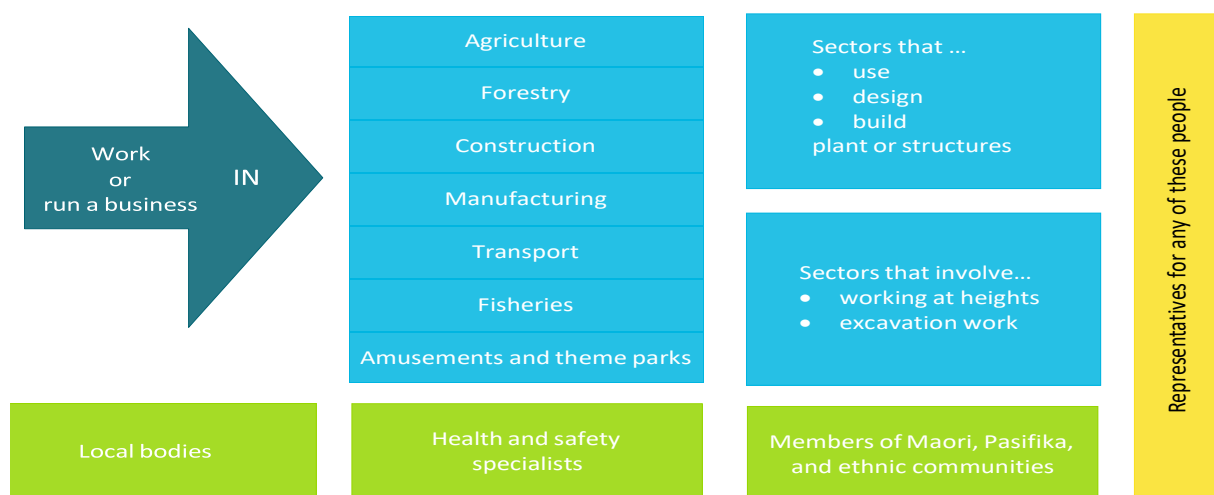 Work
or
run a business
IN
Agriculture
Forestry
Construction
Manufacturing
Transport
Fisheries
Amusements and theme parks
Sectors that ...
• use
• design
• build
plant or structures
Sectors that involve...
• working at heights
• excavation work
Representatives for any of these people
Local bodies
Health and safety
specialists
Members of Maori, Pasifika,
and ethnic communities